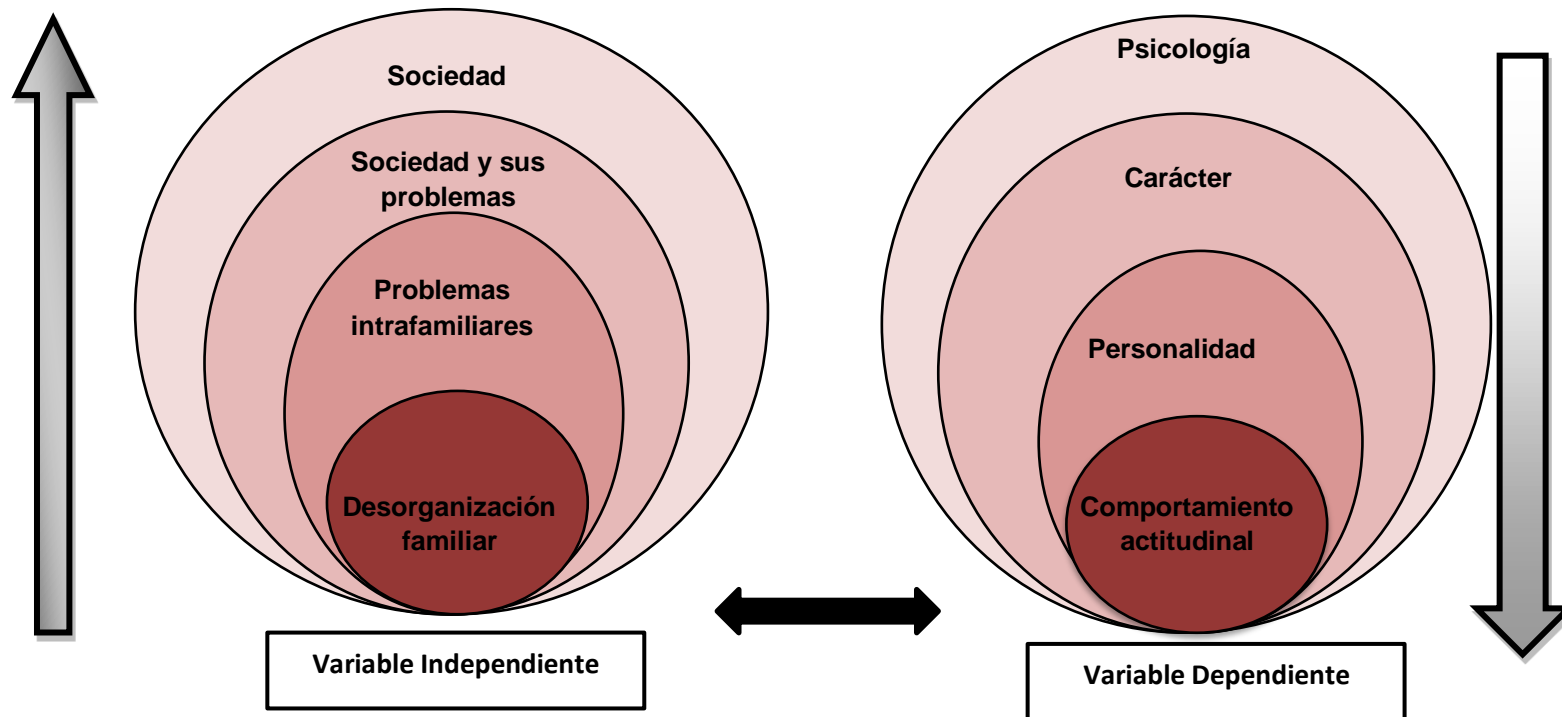 Sociedad
Sociedad y sus
problemas
Problemas
intrafamiliares
Desorganización
familiar
Variable Independiente
Psicología
Carácter
Personalidad
Comportamiento
actitudinal
Variable Dependiente